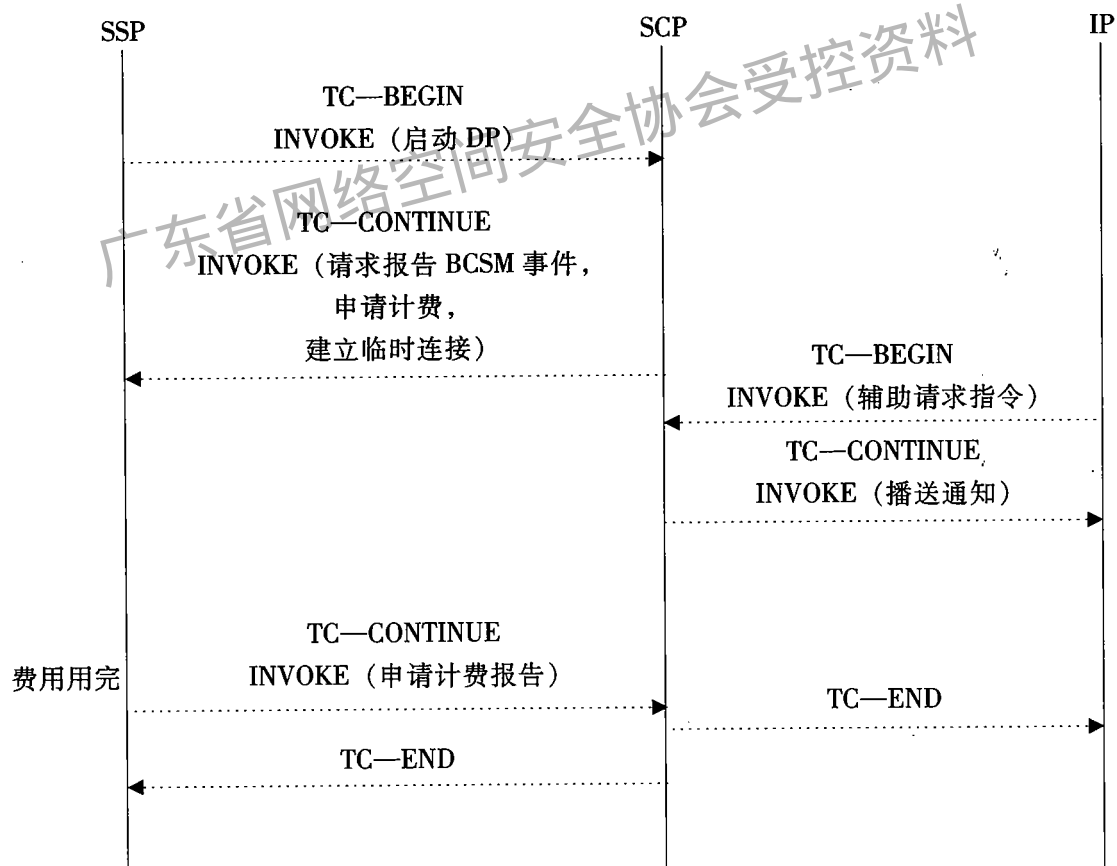 SSP
SCP
IP
TC—BEGIN
INVOKE（启动 DP）
TC—CONTINUE
INVOKE（请求报告 BCSM 事件，
申请计费，
建立临时连接）
TC—BEGIN
INVOKE（辅助请求指令）
TC—CONTINUE
INVOKE（播送通知）
TC—CONTINUE
费用用完
INVOKE（申请计费报告）
TC—END
TC—END
广东省网络空间安全协会受控资料